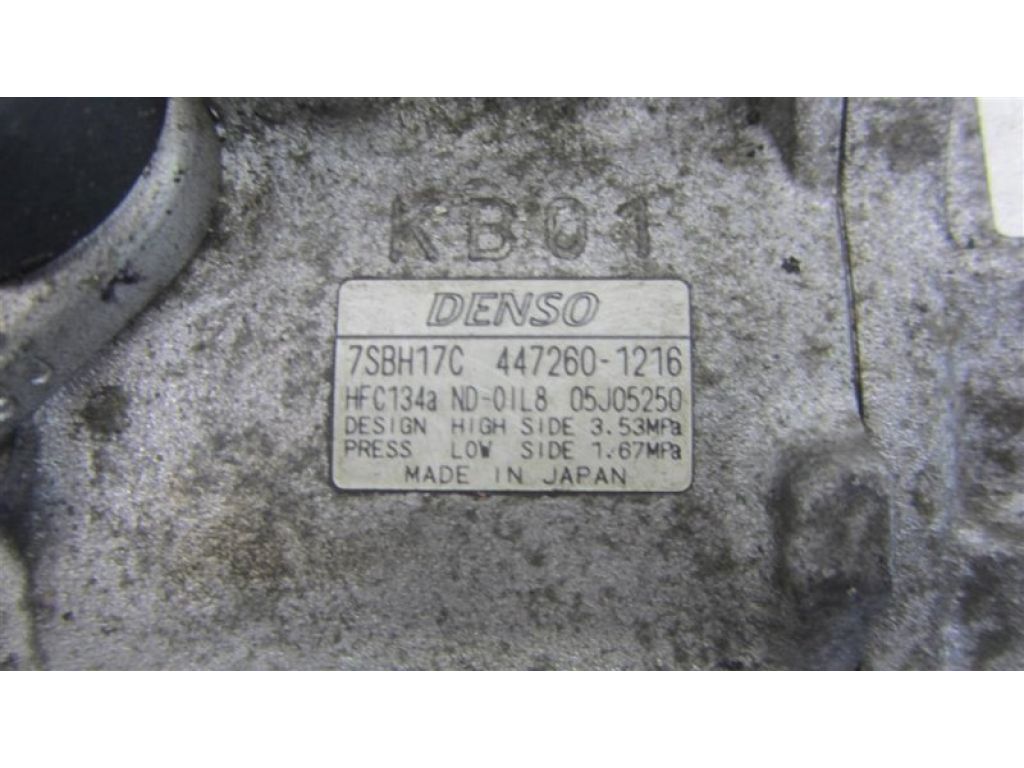 KB01
DENSO
7SBH17C 447260-1216
HFC134a ND-OIL8 05J05250
DESIGN HIGH SIDE 3.53MPa
PRESS LOW SIDE 1.67MPa
MADE IN JAPAN